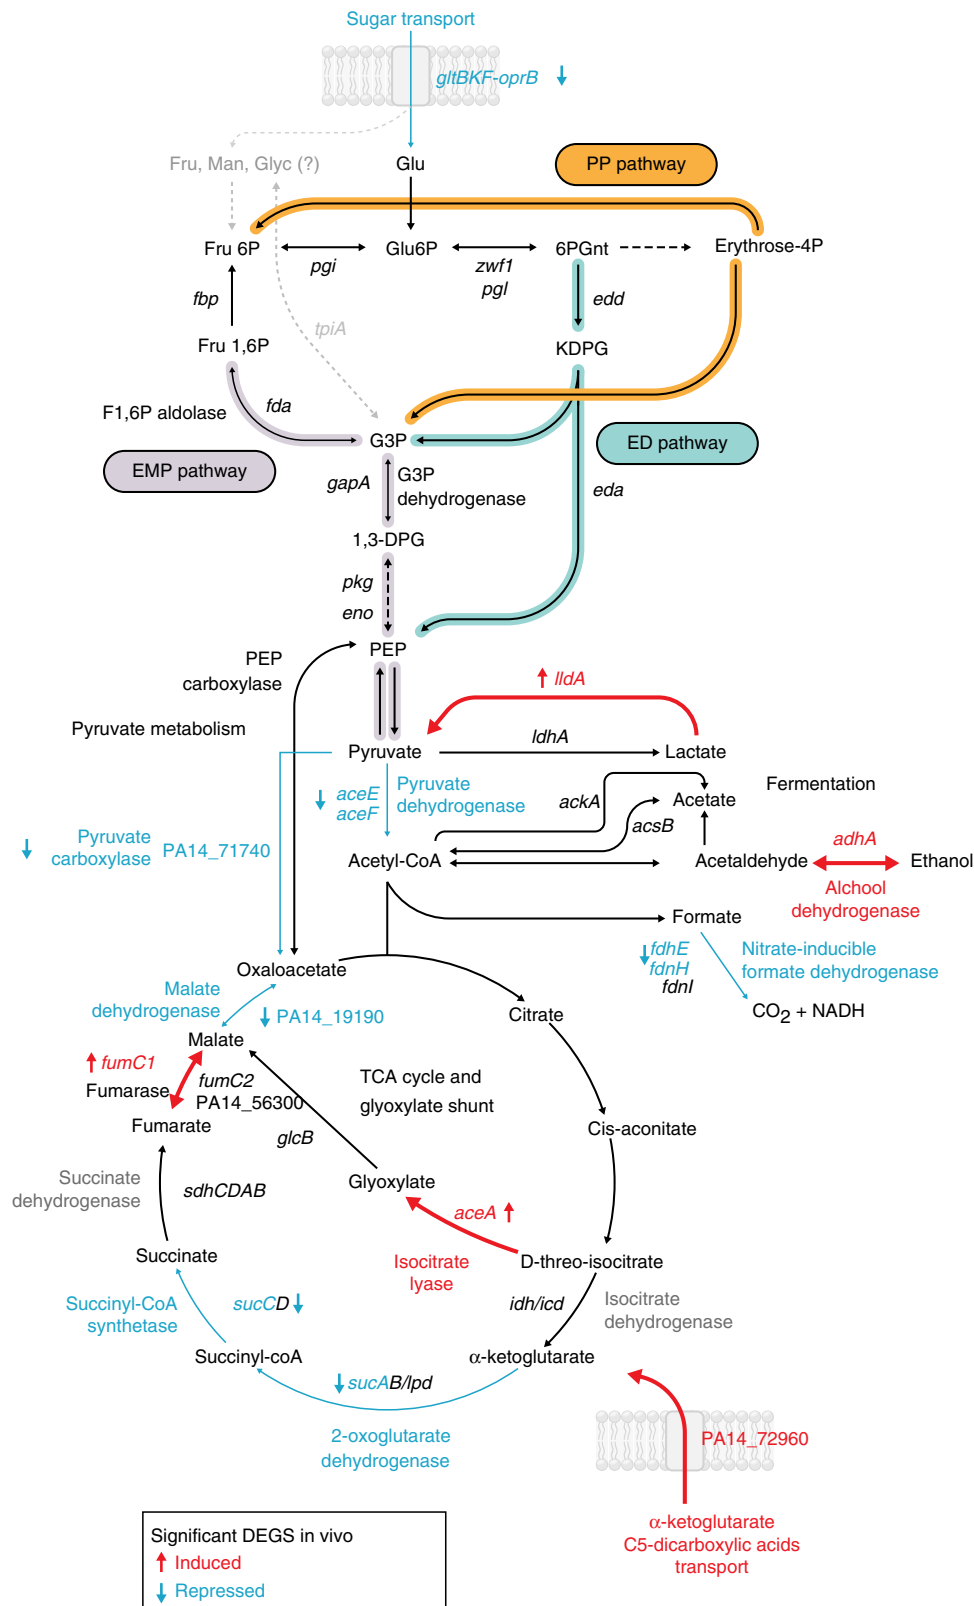 Sugar transport
gltBKF-oprB
Fru, Man, Glyc (?)
Glu
PP pathway
Fru 6P
pgi
Glu6P
zwf1
pgl
6PGnt
Erythrose-4P
fbp
tpiA
edd
Fru 1,6P
KDPG
F1,6P aldolase
fda
G3P
ED pathway
EMP pathway
gapA
G3P
dehydrogenase
eda
1,3-DPG
pkg
eno
PEP
PEP
carboxylase
lldA
Pyruvate metabolism
Pyruvate
ldhA
Lactate
aceE
aceF
Pyruvate
dehydrogenase
ackA
Acetate
Fermentation
acsB
Pyruvate
carboxylase
PA14_71740
Acetyl-CoA
Acetaldehyde
adhA
Ethanol
Alchool
dehydrogenase
Formate
fdhE
fdnH
fdnI
Nitrate-inducible
formate dehydrogenase
CO2 + NADH
Oxaloacetate
Malate
dehydrogenase
PA14_19190
Citrate
Malate
fumC1
Fumarase
fumC2
PA14_56300
TCA cycle and
glyoxylate shunt
Fumarate
glcB
Cis-aconitate
Succinate
dehydrogenase
sdhCDAB
Glyoxylate
aceA
Isocitrate
lyase
D-threo-isocitrate
Succinate
Succinyl-CoA
synthetase
sucCD
idh/icd
Isocitrate
dehydrogenase
Succinyl-coA
α-ketoglutarate
sucAB/lpd
2-oxoglutarate
dehydrogenase
PA14_72960
α-ketoglutarate
C5-dicarboxylic acids
transport
Significant DEGS in vivo
Induced
Repressed